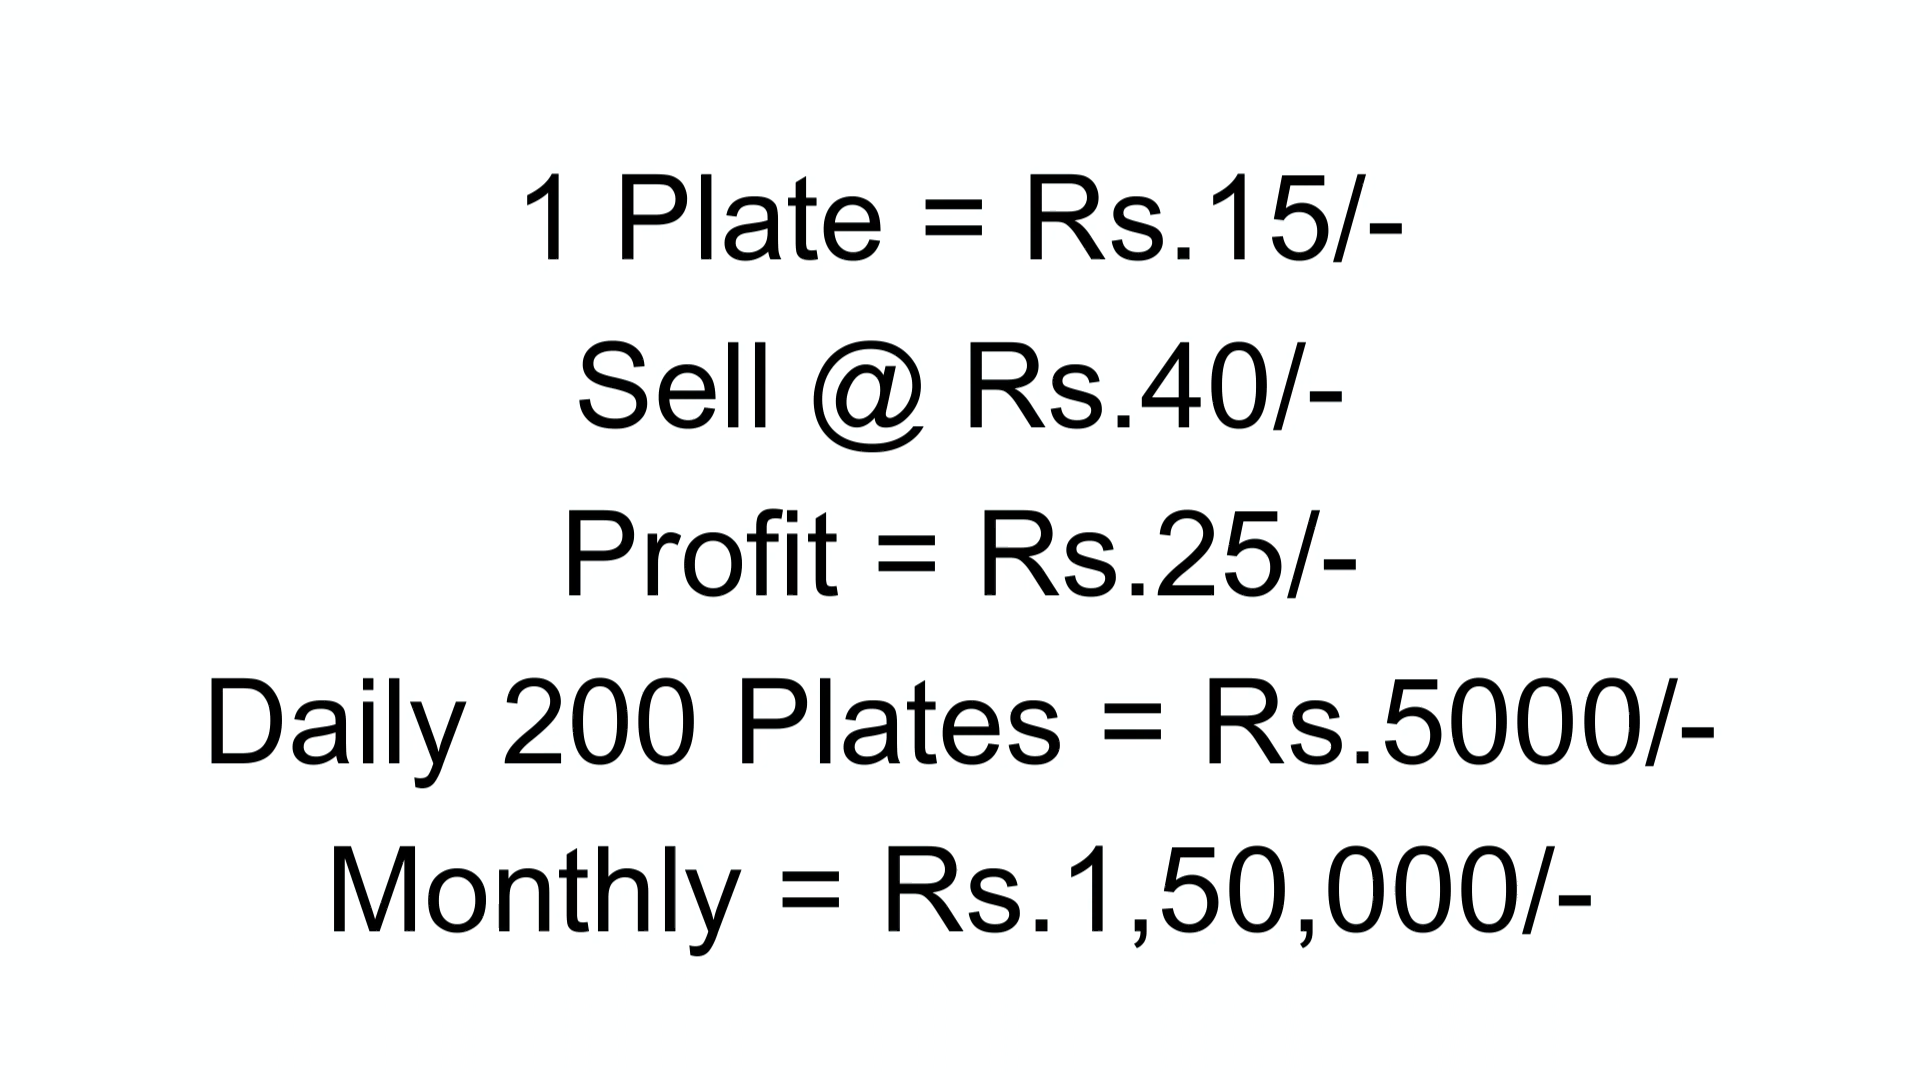 1 Plate = Rs.15/-
Sell @ Rs.40/-
Profit = Rs.25/-
Daily 200 Plates = Rs.5000/-
Monthly = Rs.1,50,000/-